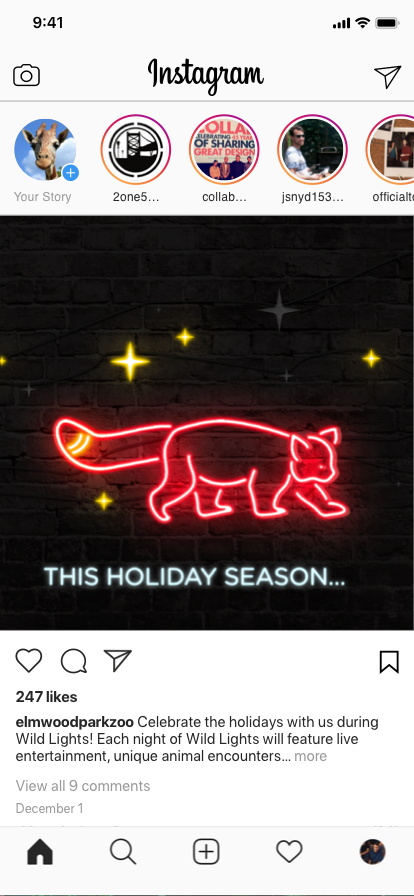 9:41
Instagram
COLLA
CELEBRATING 45 YEAR
OF SHARING
GREAT DESIGN
Your Story
2one5...
collab...
jsnyd153...
officialt
THIS HOLIDAY SEASON...
247 likes
elmwoodparkzoo Celebrate the holidays with us during
Wild Lights! Each night of Wild Lights will feature live
entertainment, unique animal encounters... more
View all 9 comments
December 1